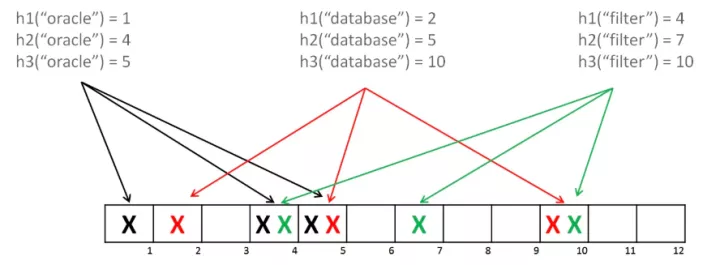 h1(“oracle”) = 1
h2(“oracle”) = 4
h3(“oracle”) = 5
h1(“database”) = 2
h2(“database”) = 5
h3(“database”) = 10
h1(“filter”) = 4
h2(“filter”) = 7
h3(“filter”) = 10
X X X X X X X X X
1 2 3 4 5 6 7 8 9 10 11 12